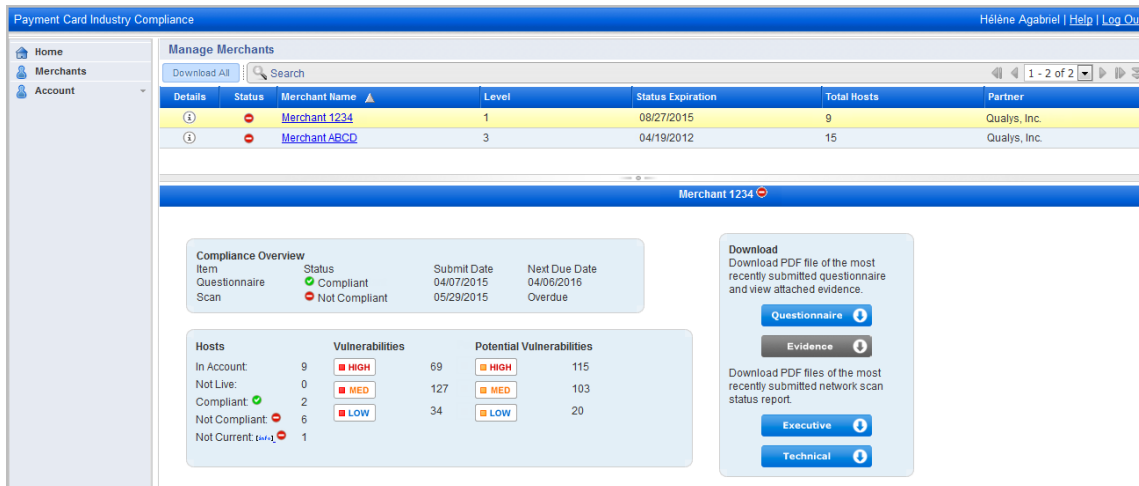 Payment Card Industry Compliance
Hélène Agabriel | Help | Log Ou
Home
Merchants
Account
Manage Merchants
Download All Search 1 - 2 of 2
Details Status Merchant Name Level Status Expiration Total Hosts Partner
Merchant 1234 1 08/27/2015 9 Qualys, Inc.
Merchant ABCD 3 04/19/2012 15 Qualys, Inc.
Merchant 1234
Compliance Overview
Item Status Submit Date Next Due Date
Questionnaire Compliant 04/07/2015 04/06/2016
Scan Not Compliant 05/29/2015 Overdue
Hosts Vulnerabilities Potential Vulnerabilities
In Account: 9 HIGH 69 HIGH 115
Not Live: 0
Compliant: 2 MED 127 MED 103
Not Compliant: 6 LOW 34 LOW 20
Not Current: [info] 1
Download
Download PDF file of the most
recently submitted questionnaire
and view attached evidence.
Questionnaire
Evidence
Download PDF files of the most
recently submitted network scan
status report.
Executive
Technical